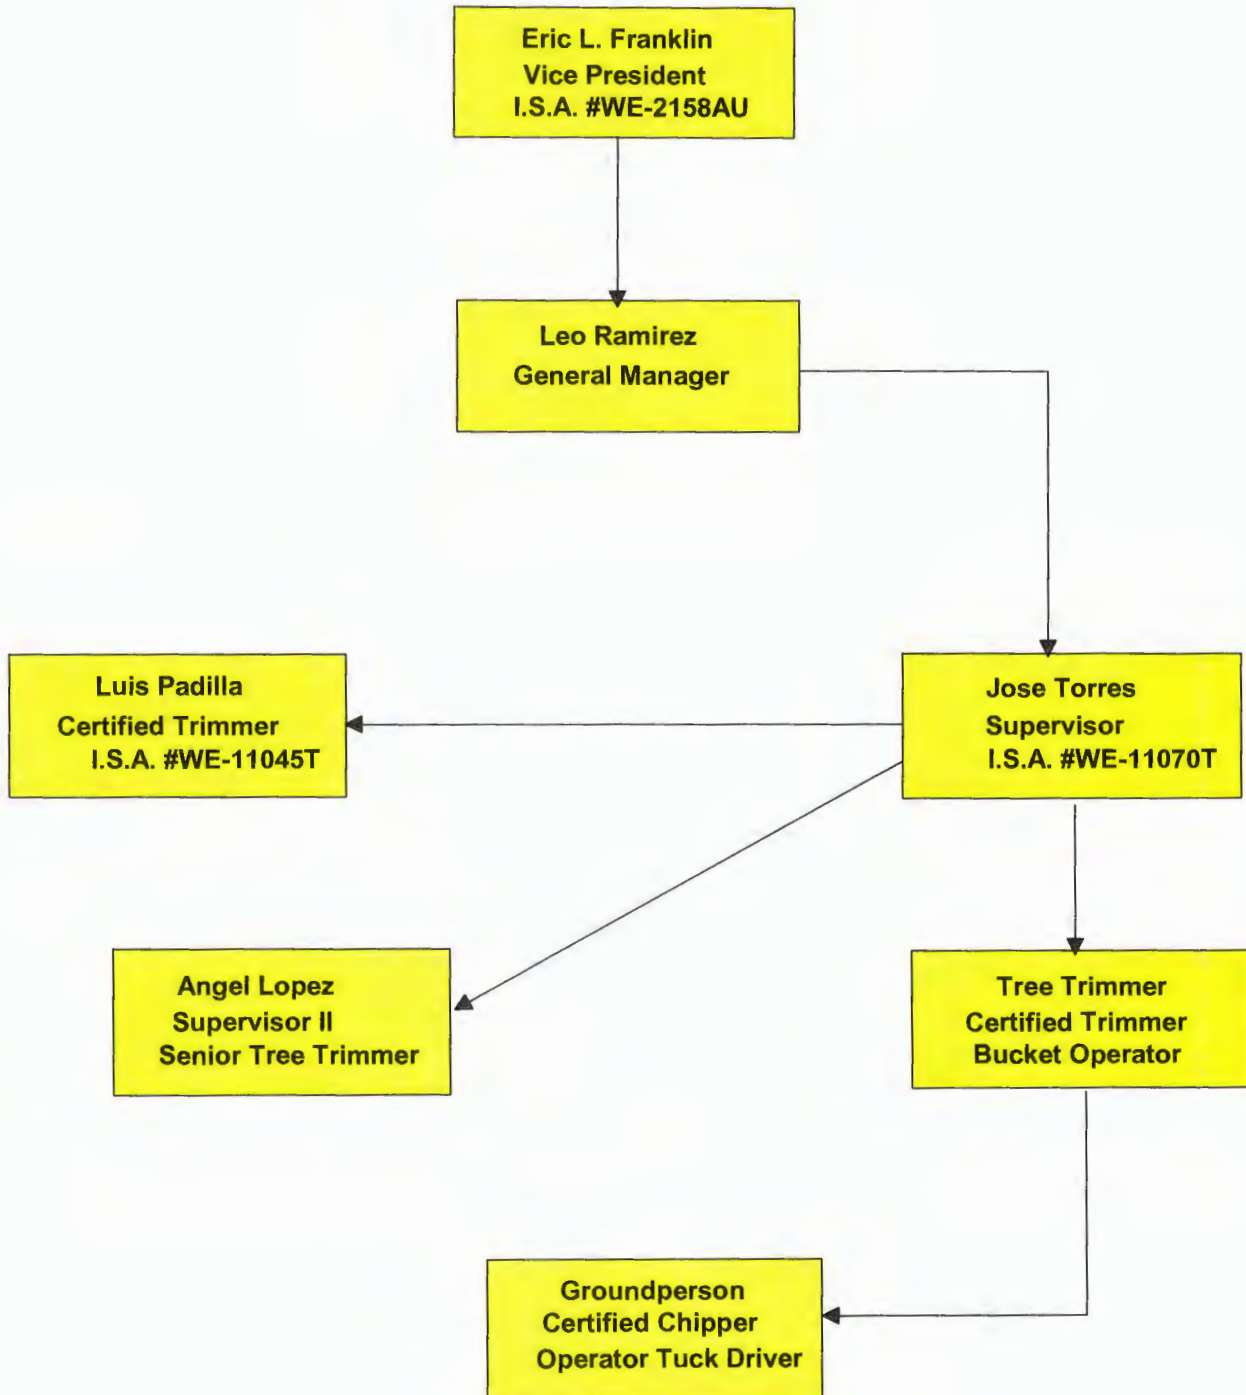 Eric L. Franklin
Vice President
I.S.A. #WE-2158AU
Leo Ramirez
General Manager
Luis Padilla
Certified Trimmer
I.S.A. #WE-11045T
Jose Torres
Supervisor
I.S.A. #WE-11070T
Angel Lopez
Supervisor II
Senior Tree Trimmer
Tree Trimmer
Certified Trimmer
Bucket Operator
Groundperson
Certified Chipper
Operator Tuck Driver